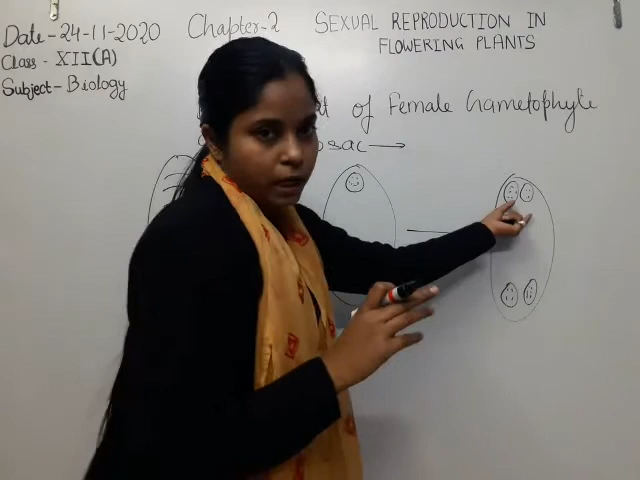 Date - 24-11-2020 Chapter-2 SEXUAL REPRODUCTION IN
FLOWERING PLANTS
Class - XII(A)
Subject - Biology
of Female Gametophyte